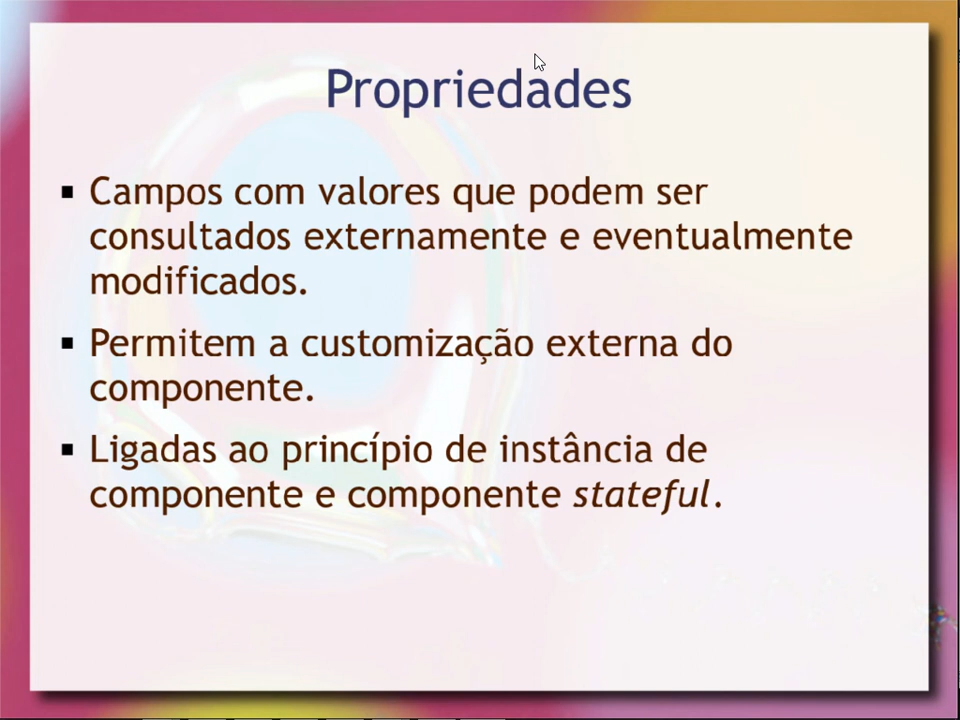 Propriedades
▪ Campos com valores que podem ser
consultados externamente e eventualmente
modificados.
▪ Permitem a customização externa do
componente.
▪ Ligadas ao princípio de instância de
componente e componente stateful.